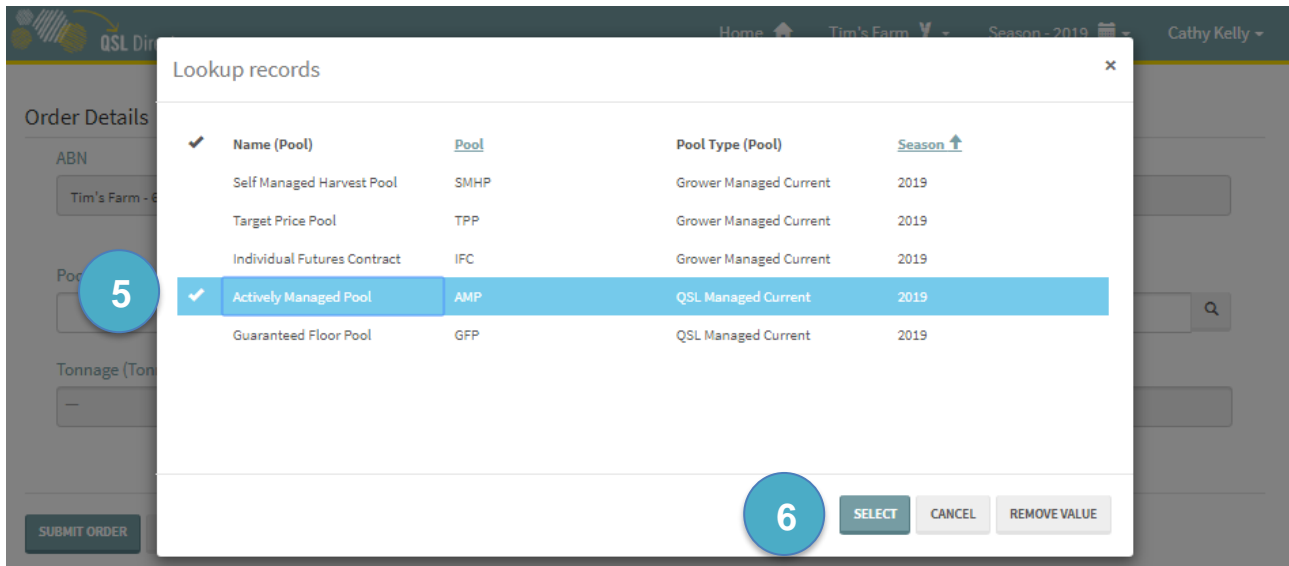 QSL Dir Home Tim's Farm Season - 2019 Cathy Kelly
Lookup records ×
Order Details
Name (Pool) Pool Pool Type (Pool) Season
ABN
Self Managed Harvest Pool SMHP Grower Managed Current 2019
Tim's Farm -
Target Price Pool TPP Grower Managed Current 2019
Individual Futures Contract IFC Grower Managed Current 2019
5
Actively Managed Pool AMP QSL Managed Current 2019
Guaranteed Floor Pool GFP QSL Managed Current 2019
Tonnage (Ton
—
6
SELECT CANCEL REMOVE VALUE
SUBMIT ORDER